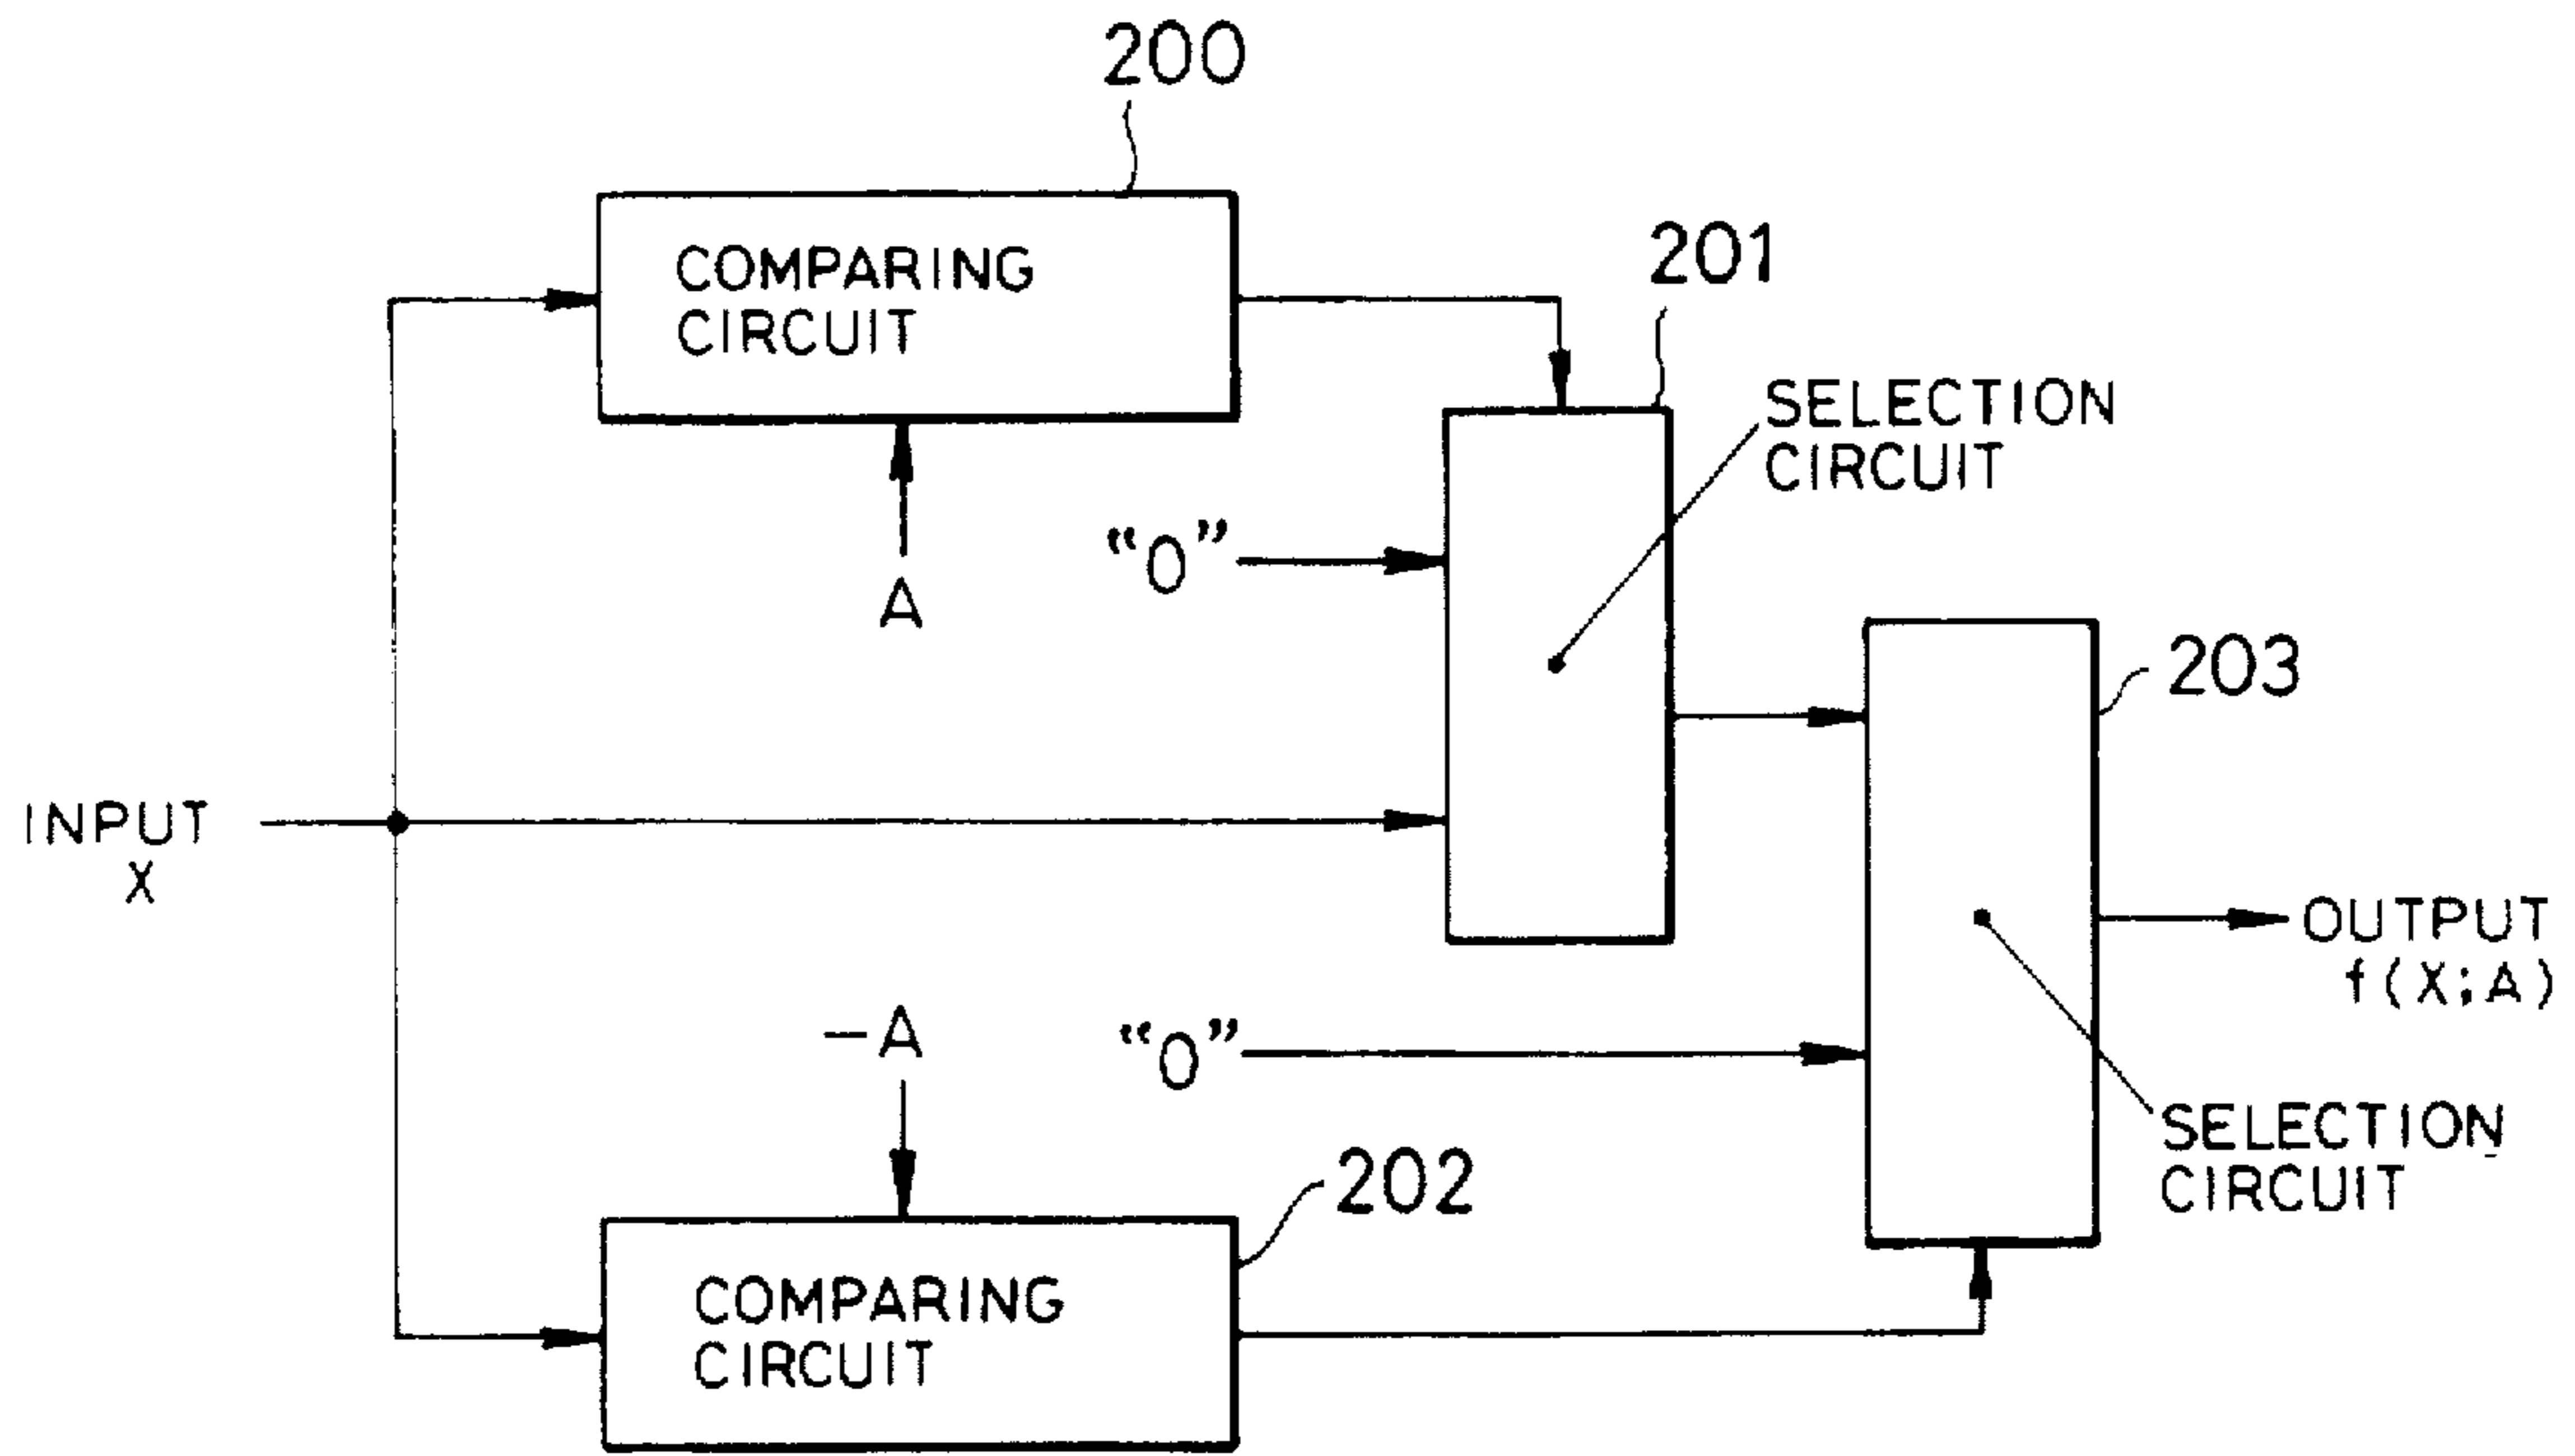 200
COMPARING
CIRCUIT
201
SELECTION
CIRCUIT
A
“0”
203
INPUT
X
OUTPUT
f(X;A)
-A
“0”
SELECTION
CIRCUIT
202
COMPARING
CIRCUIT